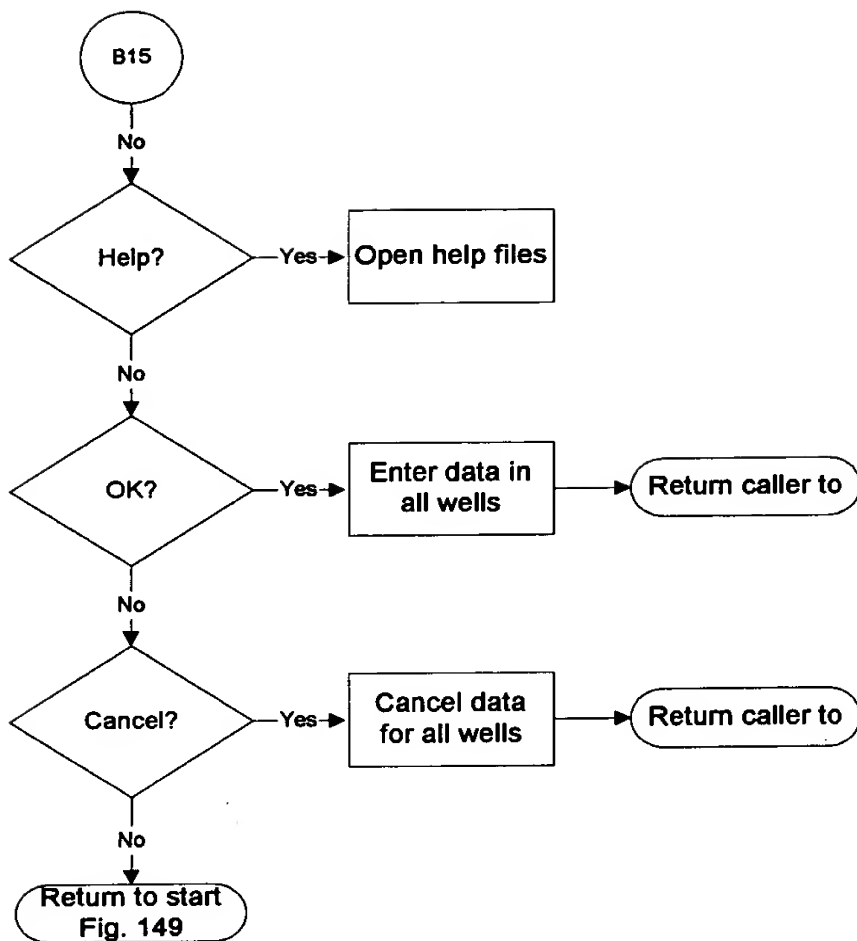 B15
No
Help?
Yes
Open help files
No
OK?
Yes
Enter data in
all wells
Return caller to
No
Cancel?
Yes
Cancel data
for all wells
Return caller to
No
Return to start
Fig. 149